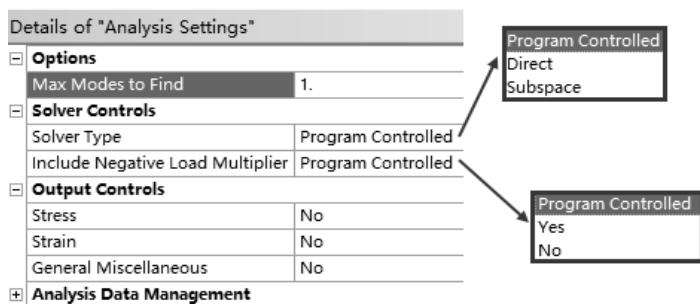 Details of "Analysis Settings"
Options
Max Modes to Find 1.
Solver Controls
Solver Type Program Controlled
Include Negative Load Multiplier Program Controlled
Output Controls
Stress No
Strain No
General Miscellaneous No
Analysis Data Management
Program Controlled
Direct
Subspace
Program Controlled
Yes
No